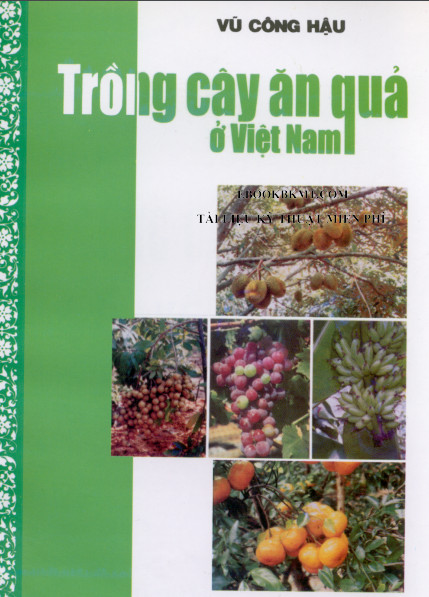 VŨ CÔNG HẬU
Trồng cây ăn quả
ở Việt Nam
EBOOKBKMT.COM
TÀI LIỆU KỸ THUẬT MIỄN PHÍ